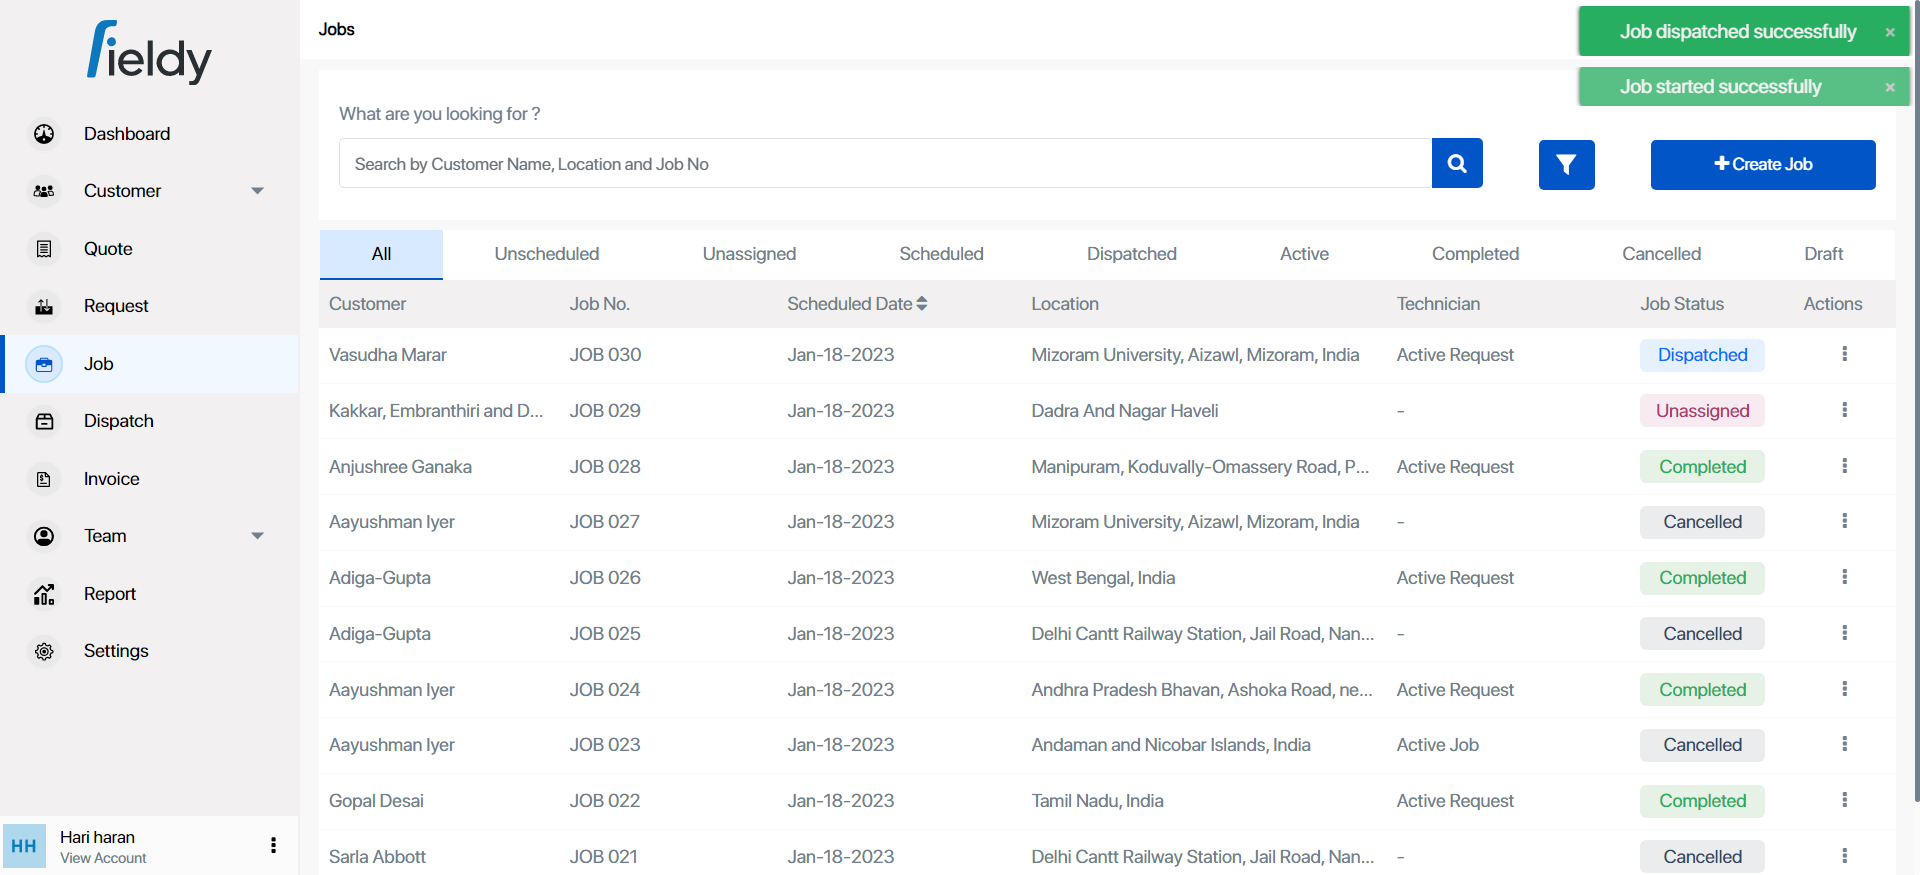 fieldy
Dashboard
Customer
Quote
Request
Job
Dispatch
Invoice
Team
Report
Settings
HH
Hari haran
View Account
Jobs
Job dispatched successfully ×
Job started successfully ×
What are you looking for ?
Search by Customer Name, Location and Job No
Create Job
All Unscheduled Unassigned Scheduled Dispatched Active Completed Cancelled Draft
Customer Job No. Scheduled Date Location Technician Job Status Actions
Vasudha Marar JOB 030 Jan-18-2023 Mizoram University, Aizawl, Mizoram, India Active Request Dispatched
Kakkar, Embranthiri and D... JOB 029 Jan-18-2023 Dadra And Nagar Haveli - Unassigned
Anjushree Ganaka JOB 028 Jan-18-2023 Manipuram, Koduvally-Omassery Road, P... Active Request Completed
Aayushman Iyer JOB 027 Jan-18-2023 Mizoram University, Aizawl, Mizoram, India - Cancelled
Adiga-Gupta JOB 026 Jan-18-2023 West Bengal, India Active Request Completed
Adiga-Gupta JOB 025 Jan-18-2023 Delhi Cantt Railway Station, Jail Road, Nan... - Cancelled
Aayushman Iyer JOB 024 Jan-18-2023 Andhra Pradesh Bhavan, Ashoka Road, ne... Active Request Completed
Aayushman Iyer JOB 023 Jan-18-2023 Andaman and Nicobar Islands, India Active Job Cancelled
Gopal Desai JOB 022 Jan-18-2023 Tamil Nadu, India Active Request Completed
Sarla Abbott JOB 021 Jan-18-2023 Delhi Cantt Railway Station, Jail Road, Nan... - Cancelled